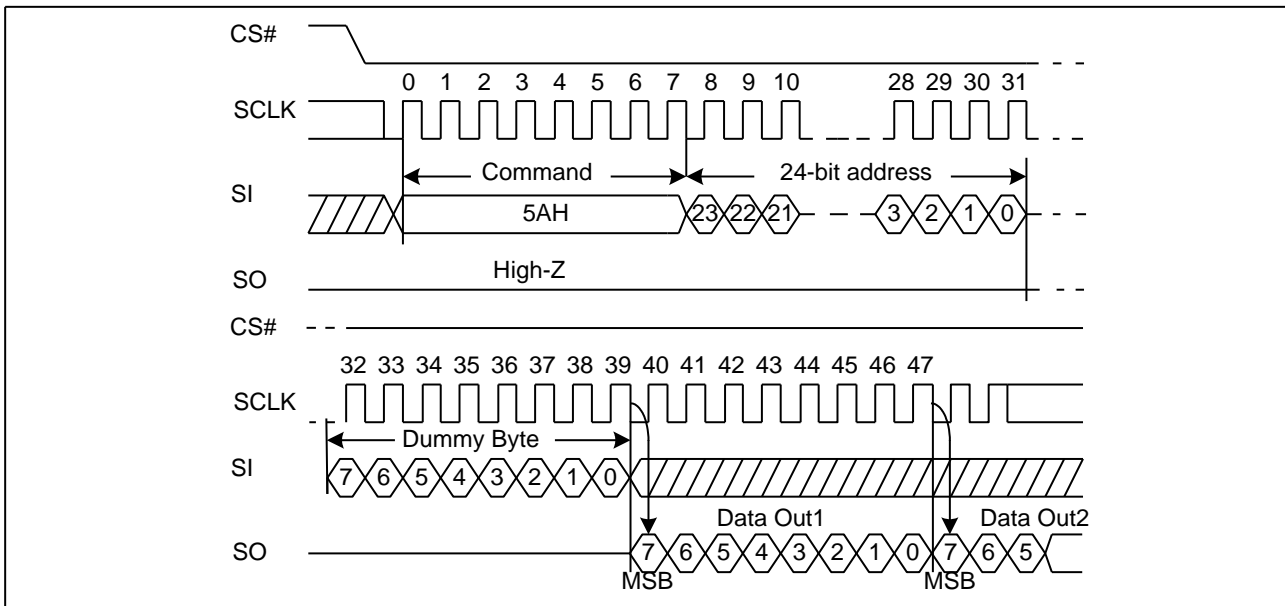 CS#
0 1 2 3 4 5 6 7 8 9 10 28 29 30 31
SCLK
Command 24-bit address
SI
5AH 23 22 21 3 2 1 0
High-Z
SO
CS#
32 33 34 35 36 37 38 39 40 41 42 43 44 45 46 47
SCLK
Dummy Byte
SI
7 6 5 4 3 2 1 0
Data Out1 Data Out2
SO
7 6 5 4 3 2 1 0 7 6 5
MSB MSB